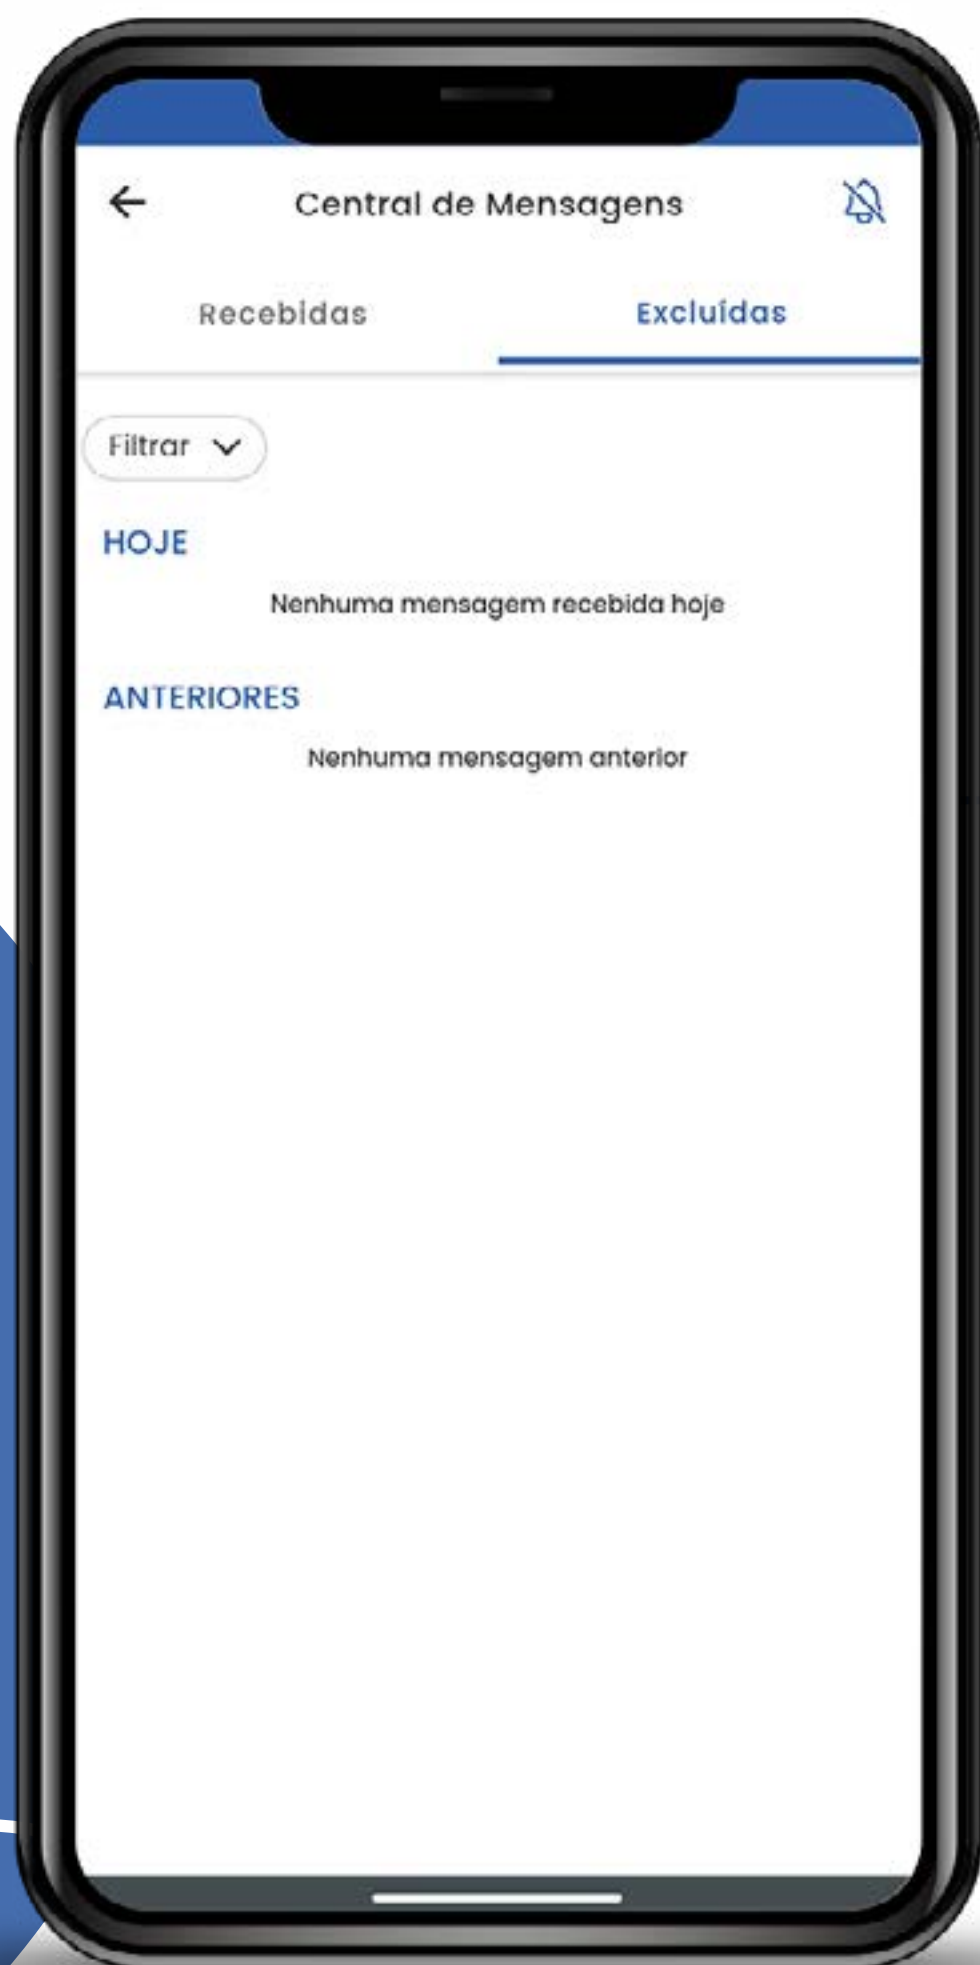 Central de Mensagens
Recebidas
Excluídas
Filtrar
HOJE
Nenhuma mensagem recebida hoje
ANTERIORES
Nenhuma mensagem anterior